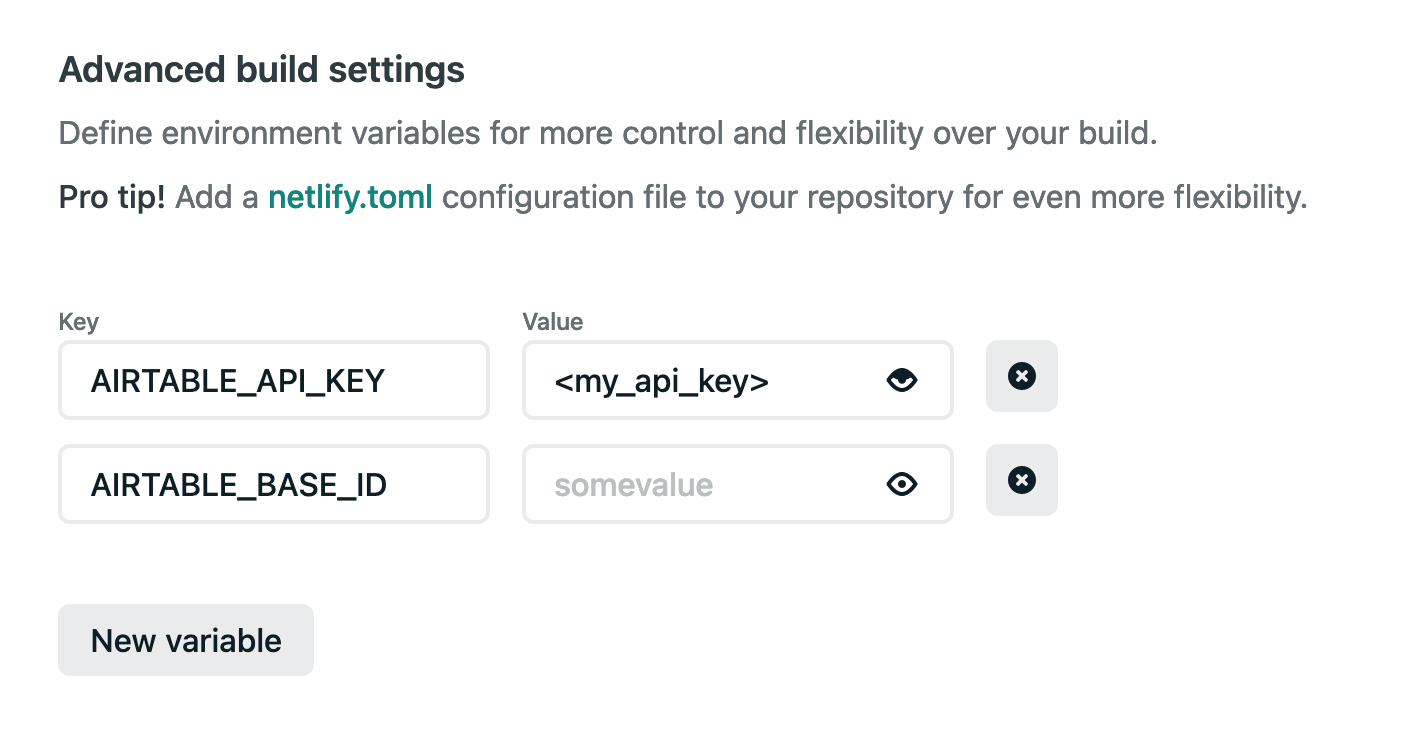 Advanced build settings
Define environment variables for more control and flexibility over your build.
Pro tip! Add a netlify.toml configuration file to your repository for even more flexibility.
Key Value
AIRTABLE_API_KEY <my_api_key>
AIRTABLE_BASE_ID somevalue
New variable